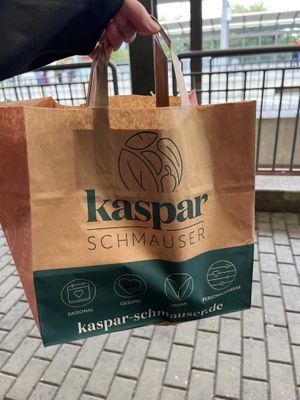 kaspar
SCHMAUSER
SAISONAL GESUND VEGAN PERSONALISIERBAR
kaspar-schmauser.de